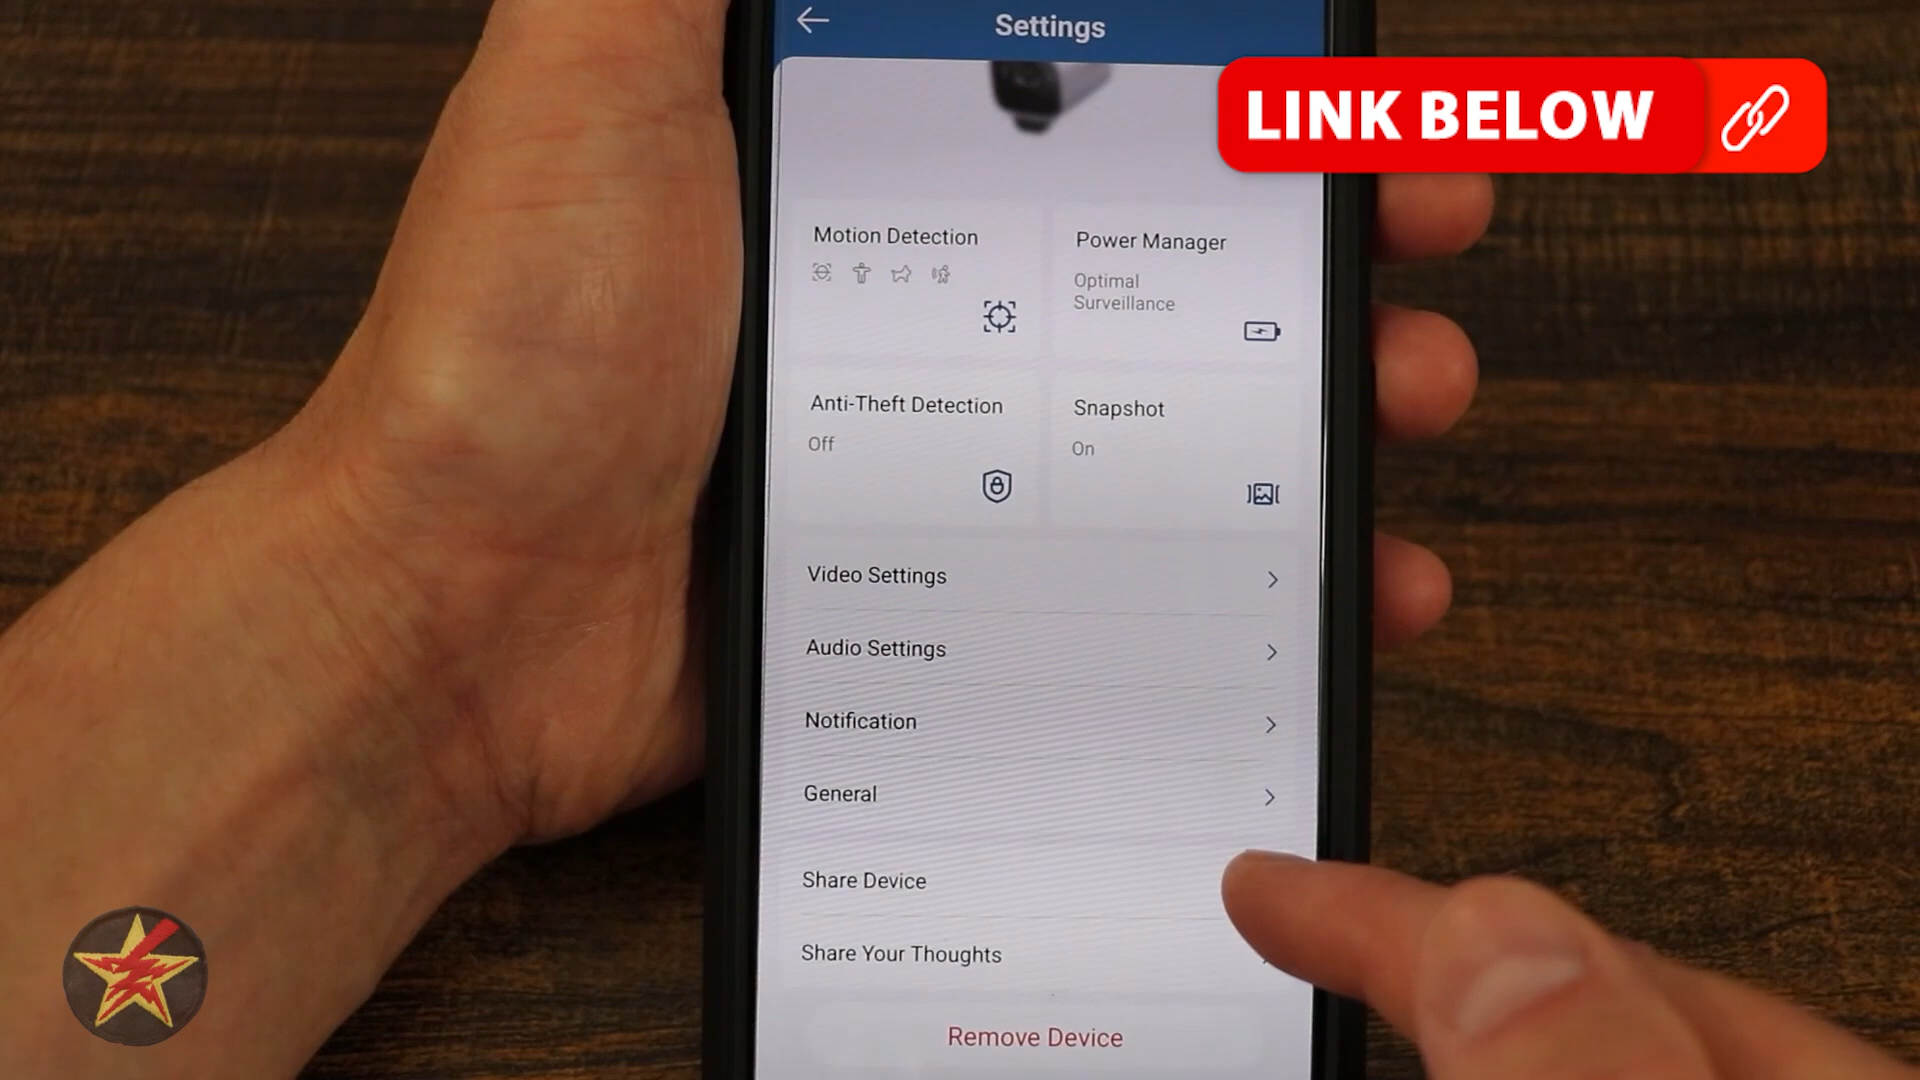 Settings
LINK BELOW
Motion Detection
Power Manager
Optimal
Surveillance
Anti-Theft Detection
Off
Snapshot
On
Video Settings
Audio Settings
Notification
General
Share Device
Share Your Thoughts
Remove Device